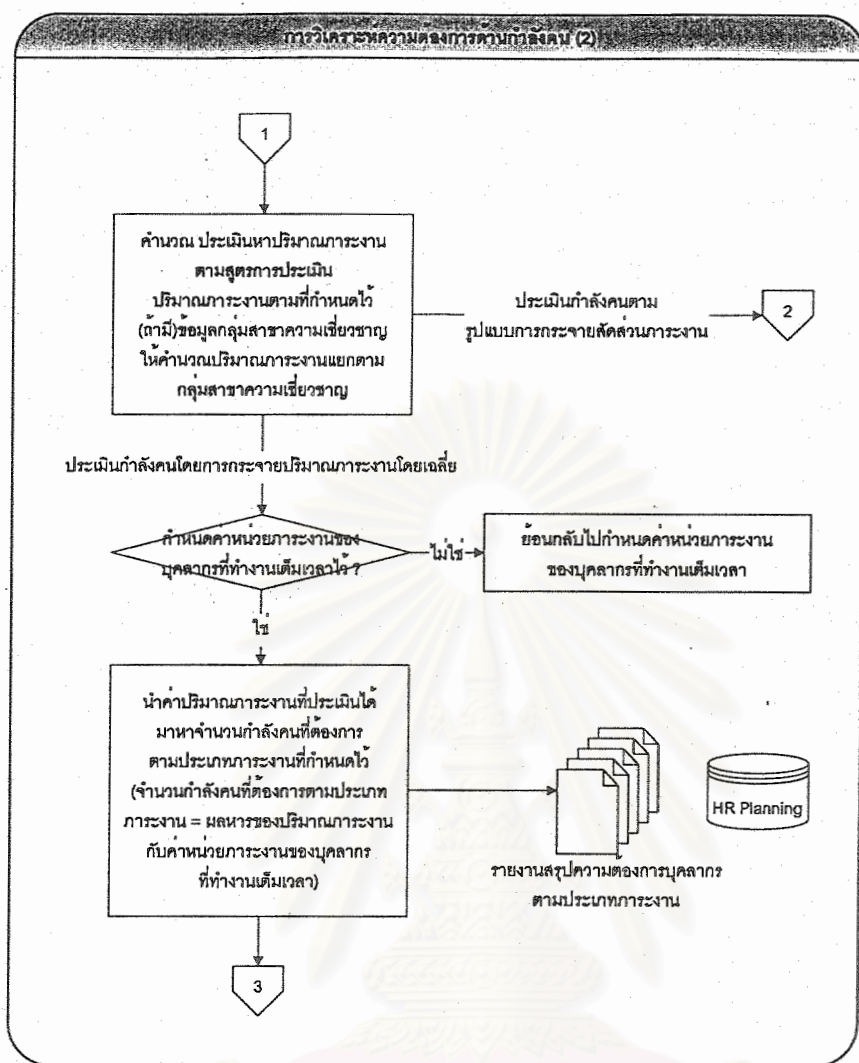 การวิเคราะห์ความต้องการด้านกำลังคน (2)
1
คำนวณ ประเมินหาปริมาณภาระงาน
ตามสูตรการประเมิน
ปริมาณภาระงานตามที่กำหนดไว้
(ถ้ามี)ข้อมูลกลุ่มสาขาความเชี่ยวชาญ
ให้คำนวณปริมาณภาระงานแยกตาม
กลุ่มสาขาความเชี่ยวชาญ
ประเมินกำลังคนตาม
รูปแบบการกระจายสัดส่วนภาระงาน
2
ประเมินกำลังคนโดยการกระจายปริมาณภาระงานโดยเฉลี่ย
กำหนดค่าหน่วยภาระงานของ
บุคลากรที่ทำงานเต็มเวลาไว้ ?
ไม่ใช่
ย้อนกลับไปกำหนดค่าหน่วยภาระงาน
ของบุคลากรที่ทำงานเต็มเวลา
ใช่
นำค่าปริมาณภาระงานที่ประเมินได้
มาหาจำนวนกำลังคนที่ต้องการ
ตามประเภทภาระงานที่กำหนดไว้
(จำนวนกำลังคนที่ต้องการตามประเภท
ภาระงาน = ผลหารของปริมาณภาระงาน
กับค่าหน่วยภาระงานของบุคลากร
ที่ทำงานเต็มเวลา)
HR Planning
รายงานสรุปความต้องการบุคลากร
ตามประเภทภาระงาน
3